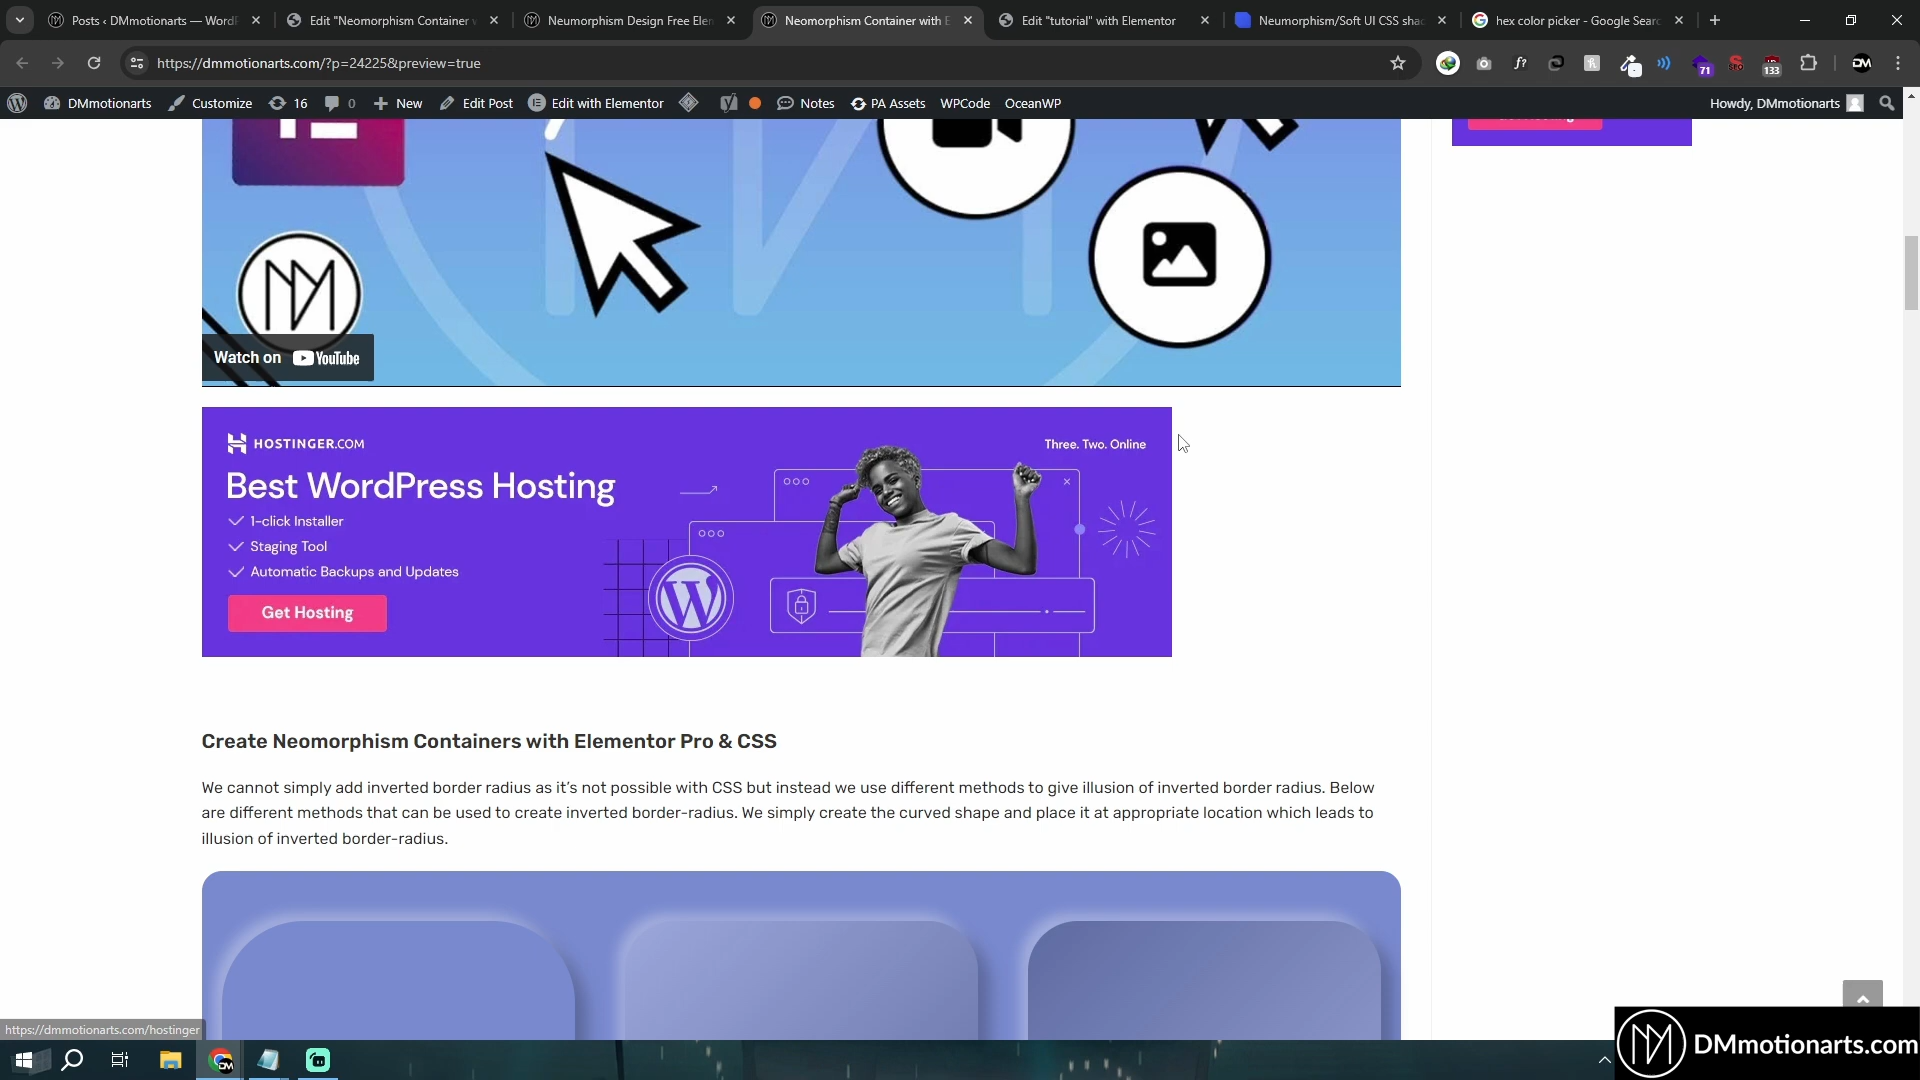 Posts ‹ DMmotionarts — WordP
Edit "Neomorphism Container w
Neumorphism Design Free Elem
Neomorphism Container with E
Edit "tutorial" with Elementor
Neumorphism/Soft UI CSS shad
hex color picker - Google Searc
https://dmmotionarts.com/?p=24225&preview=true
71
133
DMmotionarts
Customize
16
0
New
Edit Post
Edit with Elementor
Notes
PA Assets
WPCode
OceanWP
Howdy, DMmotionarts
Watch on YouTube
HOSTINGER.COM
Three. Two. Online
Best WordPress Hosting
1-click Installer
Staging Tool
Automatic Backups and Updates
Get Hosting
Create Neomorphism Containers with Elementor Pro & CSS
We cannot simply add inverted border radius as it’s not possible with CSS but instead we use different methods to give illusion of inverted border radius. Below
are different methods that can be used to create inverted border-radius. We simply create the curved shape and place it at appropriate location which leads to
illusion of inverted border-radius.
https://dmmotionarts.com/hostinger
DMmotionarts.com